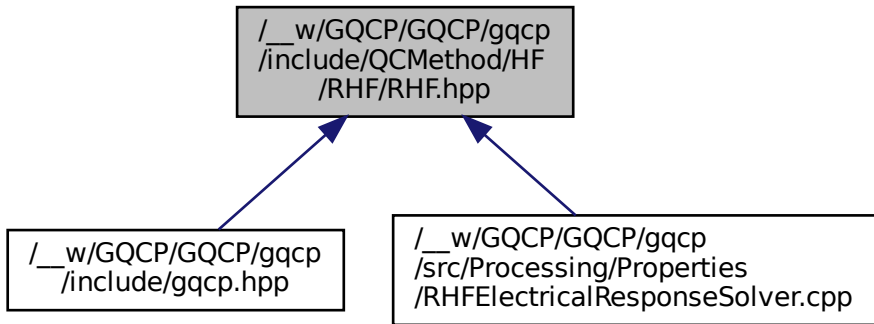 /__w/GQCP/GQCP/gqcp
/include/QCMethod/HF
/RHF/RHF.hpp
/__w/GQCP/GQCP/gqcp
/include/gqcp.hpp
/__w/GQCP/GQCP/gqcp
/src/Processing/Properties
/RHFElectricalResponseSolver.cpp